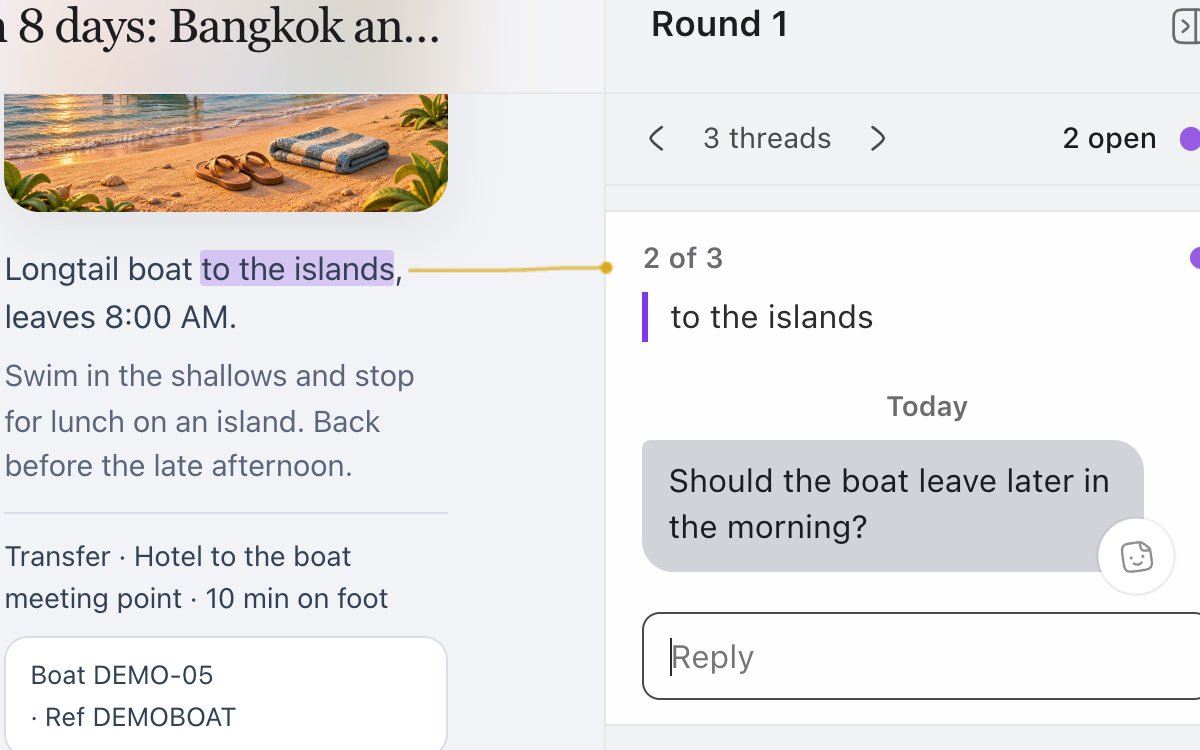 8 days: Bangkok an…
Longtail boat to the islands,
leaves 8:00 AM.
Swim in the shallows and stop
for lunch on an island. Back
before the late afternoon.
Transfer · Hotel to the boat
meeting point · 10 min on foot
Boat DEMO-05
· Ref DEMOBOAT
Round 1
3 threads
2 open
2 of 3
to the islands
Today
Should the boat leave later in
the morning?
Reply